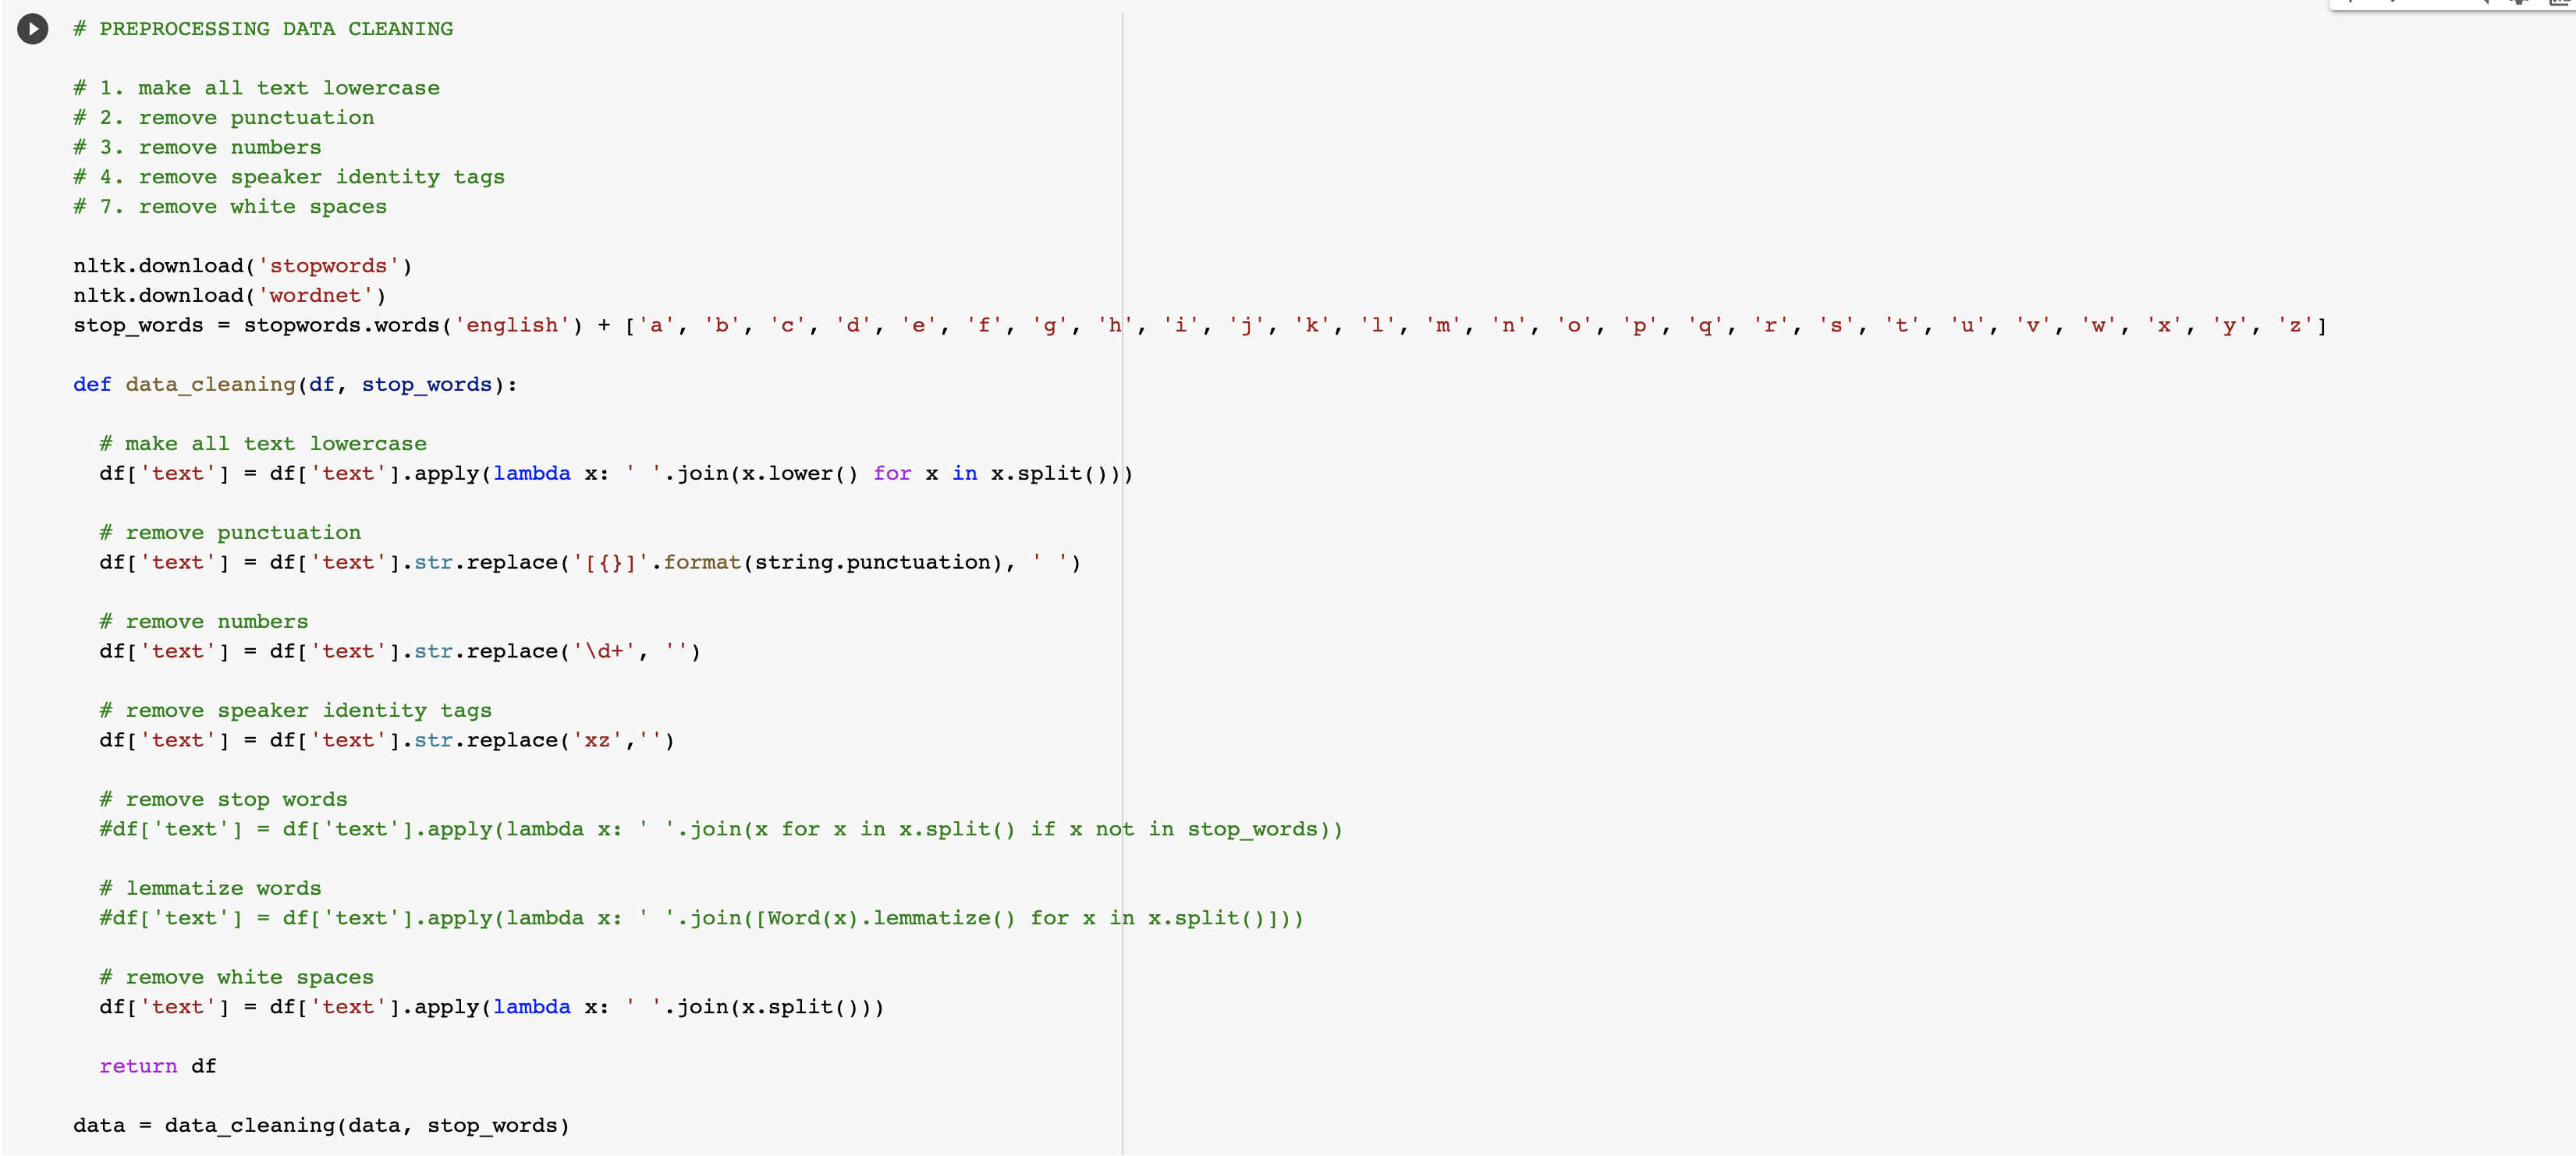 # PREPROCESSING DATA CLEANING
# 1. make all text lowercase
# 2. remove punctuation
# 3. remove numbers
# 4. remove speaker identity tags
# 7. remove white spaces
nltk.download('stopwords')
nltk.download('wordnet')
stop_words = stopwords.words('english') + ['a', 'b', 'c', 'd', 'e', 'f', 'g', 'h', 'i', 'j', 'k', 'l', 'm', 'n', 'o', 'p', 'q', 'r', 's', 't', 'u', 'v', 'w', 'x', 'y', 'z']
def data_cleaning(df, stop_words):
  # make all text lowercase
  df['text'] = df['text'].apply(lambda x: ' '.join(x.lower() for x in x.split()))
  # remove punctuation
  df['text'] = df['text'].str.replace('[{}]'.format(string.punctuation), ' ')
  # remove numbers
  df['text'] = df['text'].str.replace('\d+', '')
  # remove speaker identity tags
  df['text'] = df['text'].str.replace('xz','')
  # remove stop words
  #df['text'] = df['text'].apply(lambda x: ' '.join(x for x in x.split() if x not in stop_words))
  # lemmatize words
  #df['text'] = df['text'].apply(lambda x: ' '.join([Word(x).lemmatize() for x in x.split()]))
  # remove white spaces
  df['text'] = df['text'].apply(lambda x: ' '.join(x.split()))
  return df
data = data_cleaning(data, stop_words)